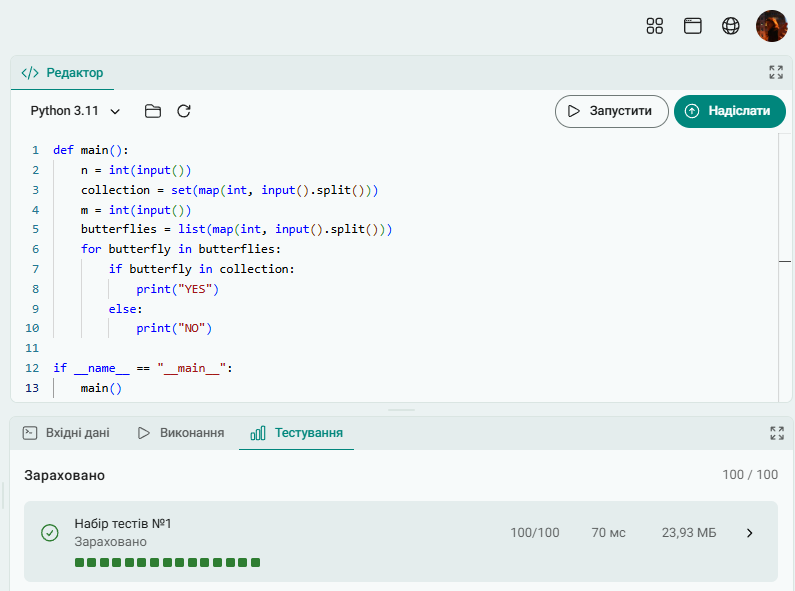 </> Редактор
Python 3.11
Запустити
Надіслати
1 def main():
2     n = int(input())
3     collection = set(map(int, input().split()))
4     m = int(input())
5     butterflies = list(map(int, input().split()))
6     for butterfly in butterflies:
7         if butterfly in collection:
8             print("YES")
9         else:
10             print("NO")
11
12 if __name__ == "__main__":
13     main()
Вхідні дані
Виконання
Тестування
Зараховано
100 / 100
Набір тестів №1
Зараховано
100/100
70 мс
23,93 МБ